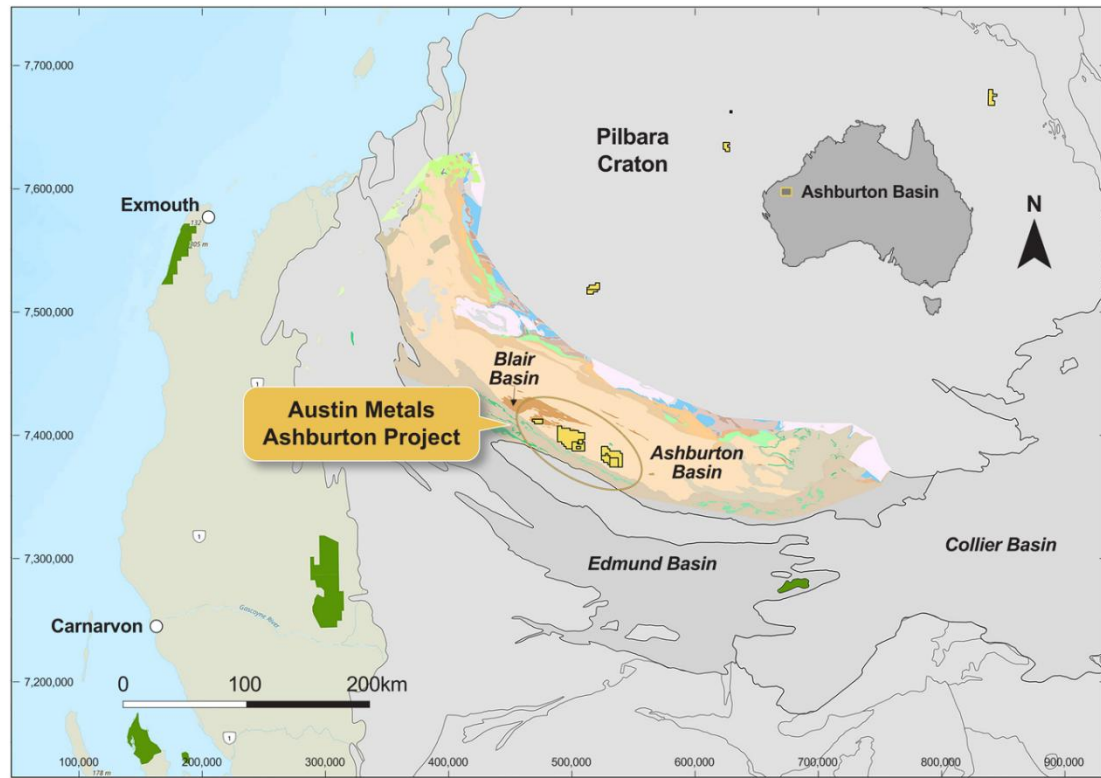 7,700,000
Pilbara
Craton
7,600,000
Ashburton Basin
Exmouth
132
305 m
N
7,500,000
Blair
Basin
1
Austin Metals
Ashburton Project
7,400,000
Ashburton
Basin
1
7,300,000
Edmund Basin
Collier Basin
Gascoyne River
Carnarvon
0 100 200km
7,200,000
1
100,000 200,000 300,000 400,000 500,000 600,000 700,000 800,000 900,000
178 m